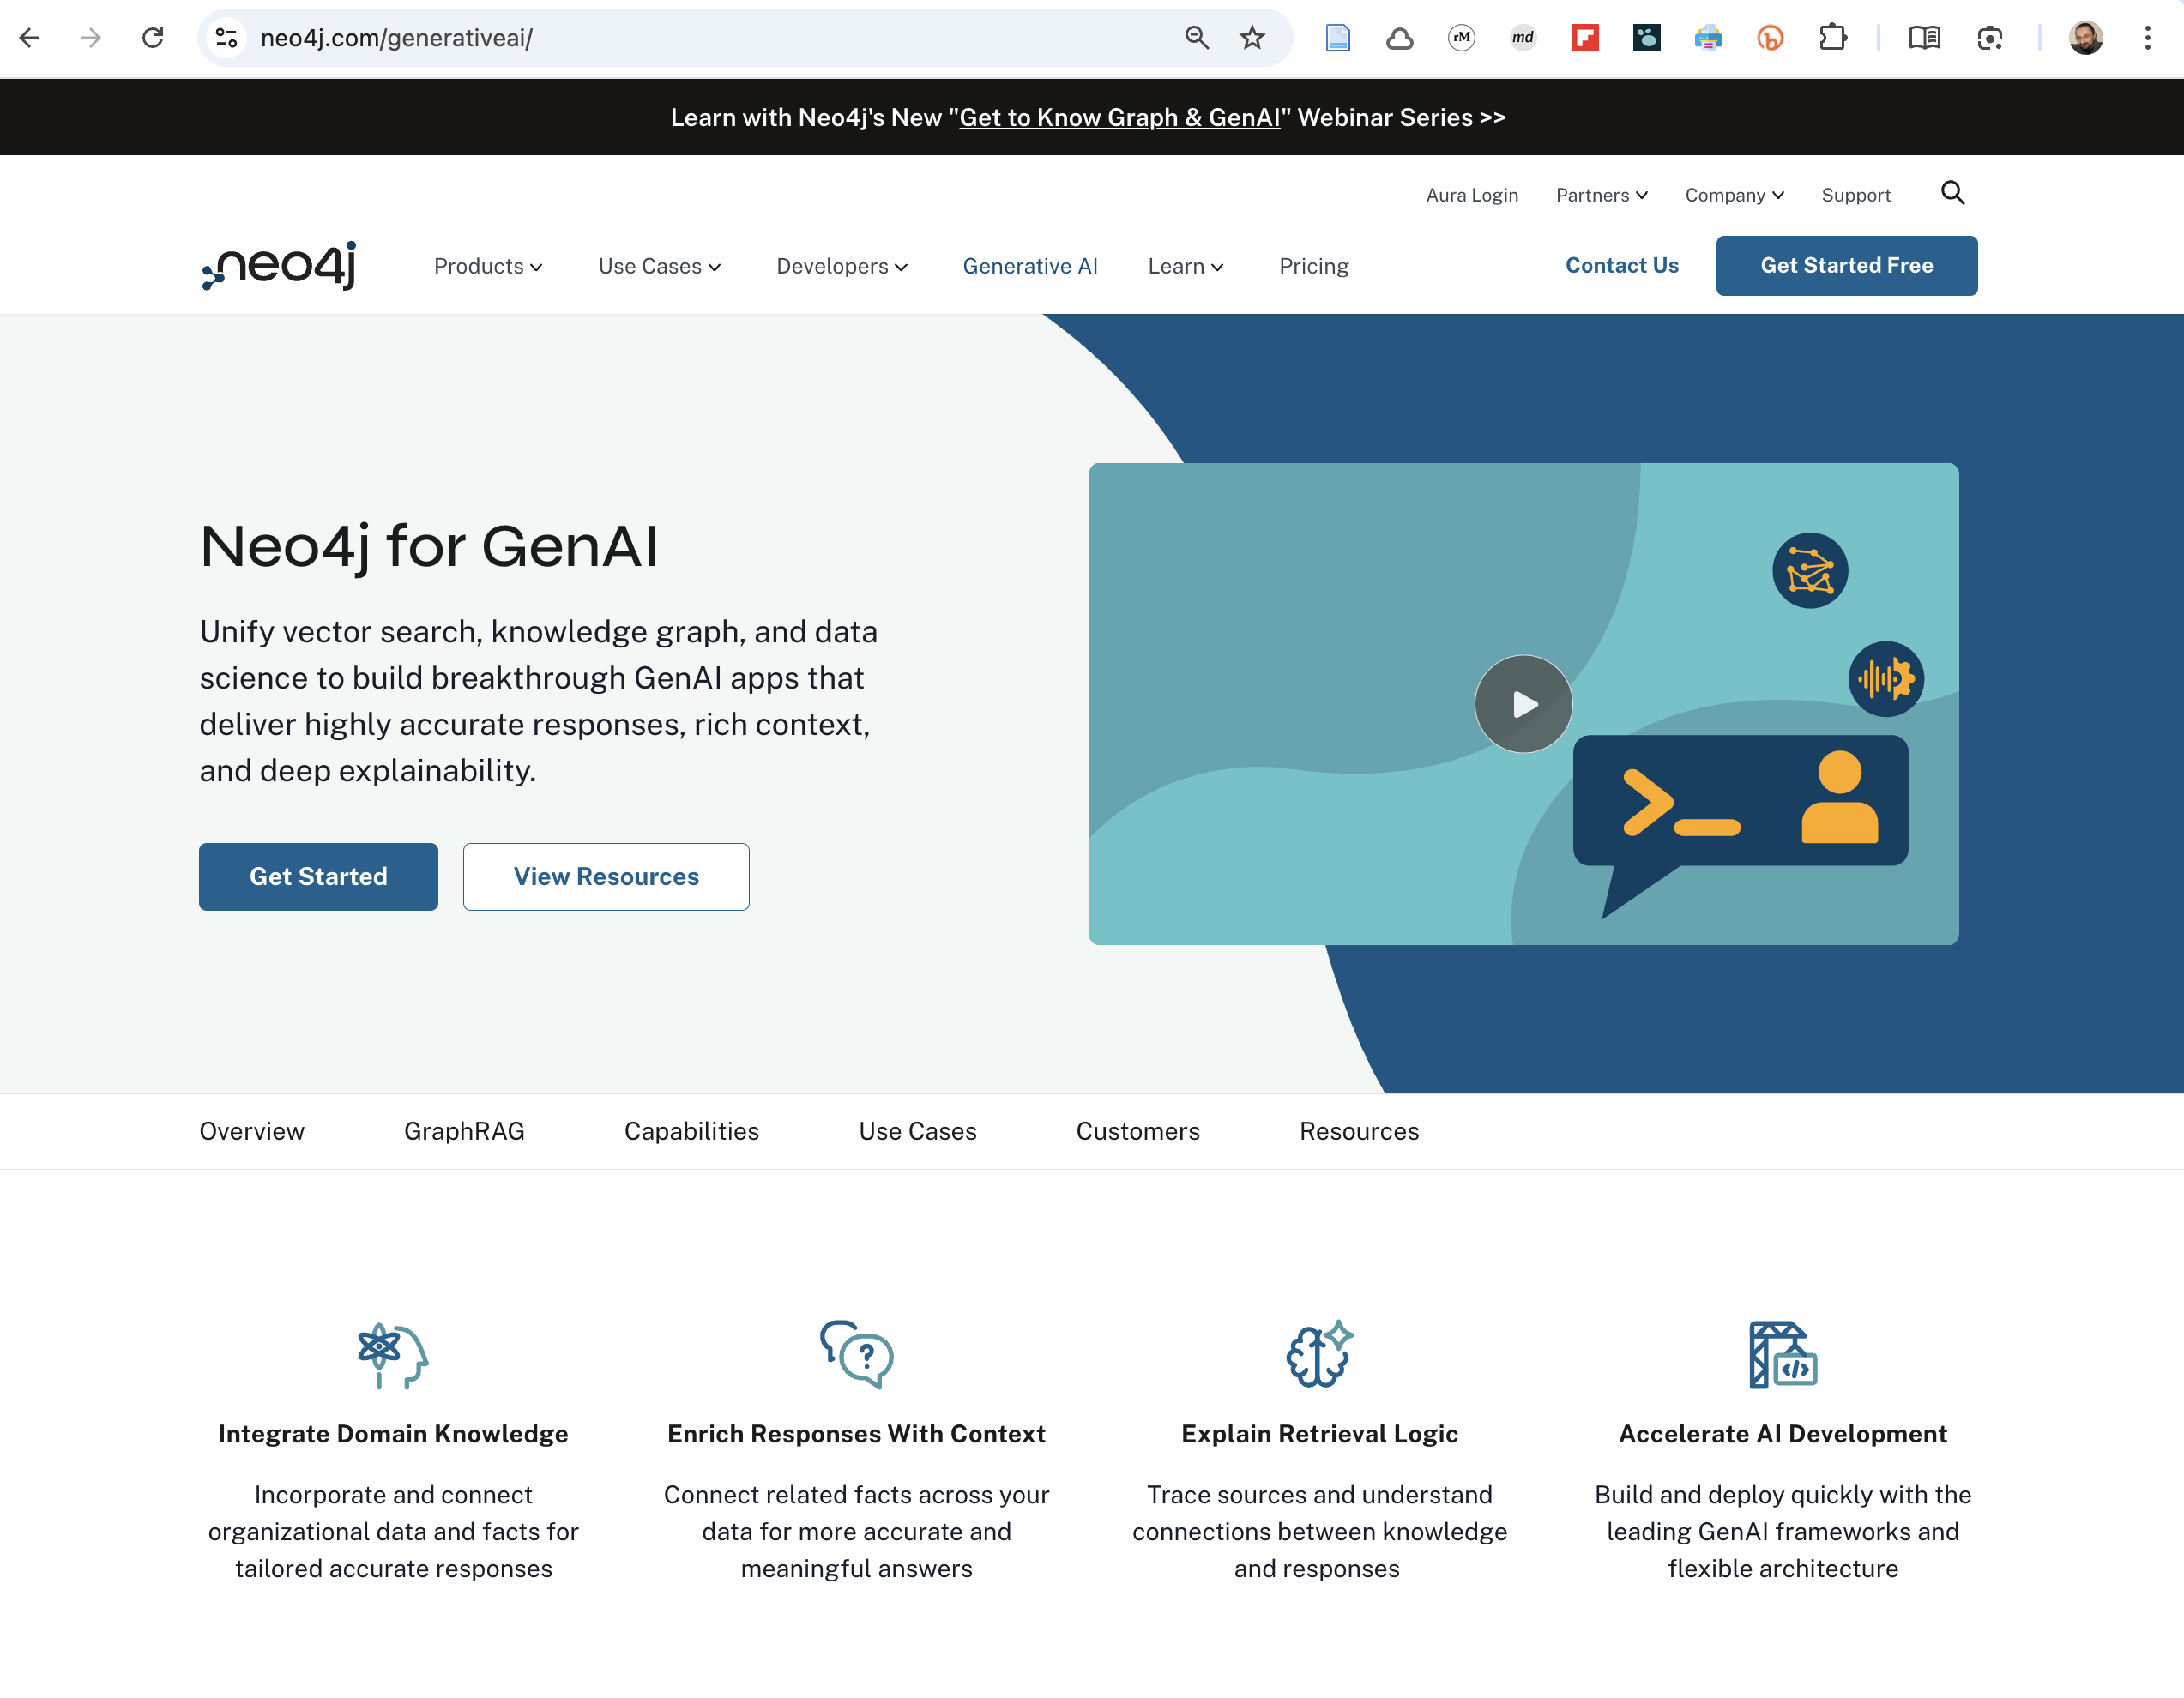 neo4j.com/generativeai/
rM
md
Learn with Neo4j's New "Get to Know Graph & GenAI" Webinar Series >>
Aura Login Partners Company Support
neo4j Products Use Cases Developers Generative AI Learn Pricing Contact Us Get Started Free
Neo4j for GenAI
Unify vector search, knowledge graph, and data
science to build breakthrough GenAI apps that
deliver highly accurate responses, rich context,
and deep explainability.
Get Started View Resources
Overview GraphRAG Capabilities Use Cases Customers Resources
Integrate Domain Knowledge
Incorporate and connect
organizational data and facts for
tailored accurate responses
Enrich Responses With Context
Connect related facts across your
data for more accurate and
meaningful answers
Explain Retrieval Logic
Trace sources and understand
connections between knowledge
and responses
Accelerate AI Development
Build and deploy quickly with the
leading GenAI frameworks and
flexible architecture